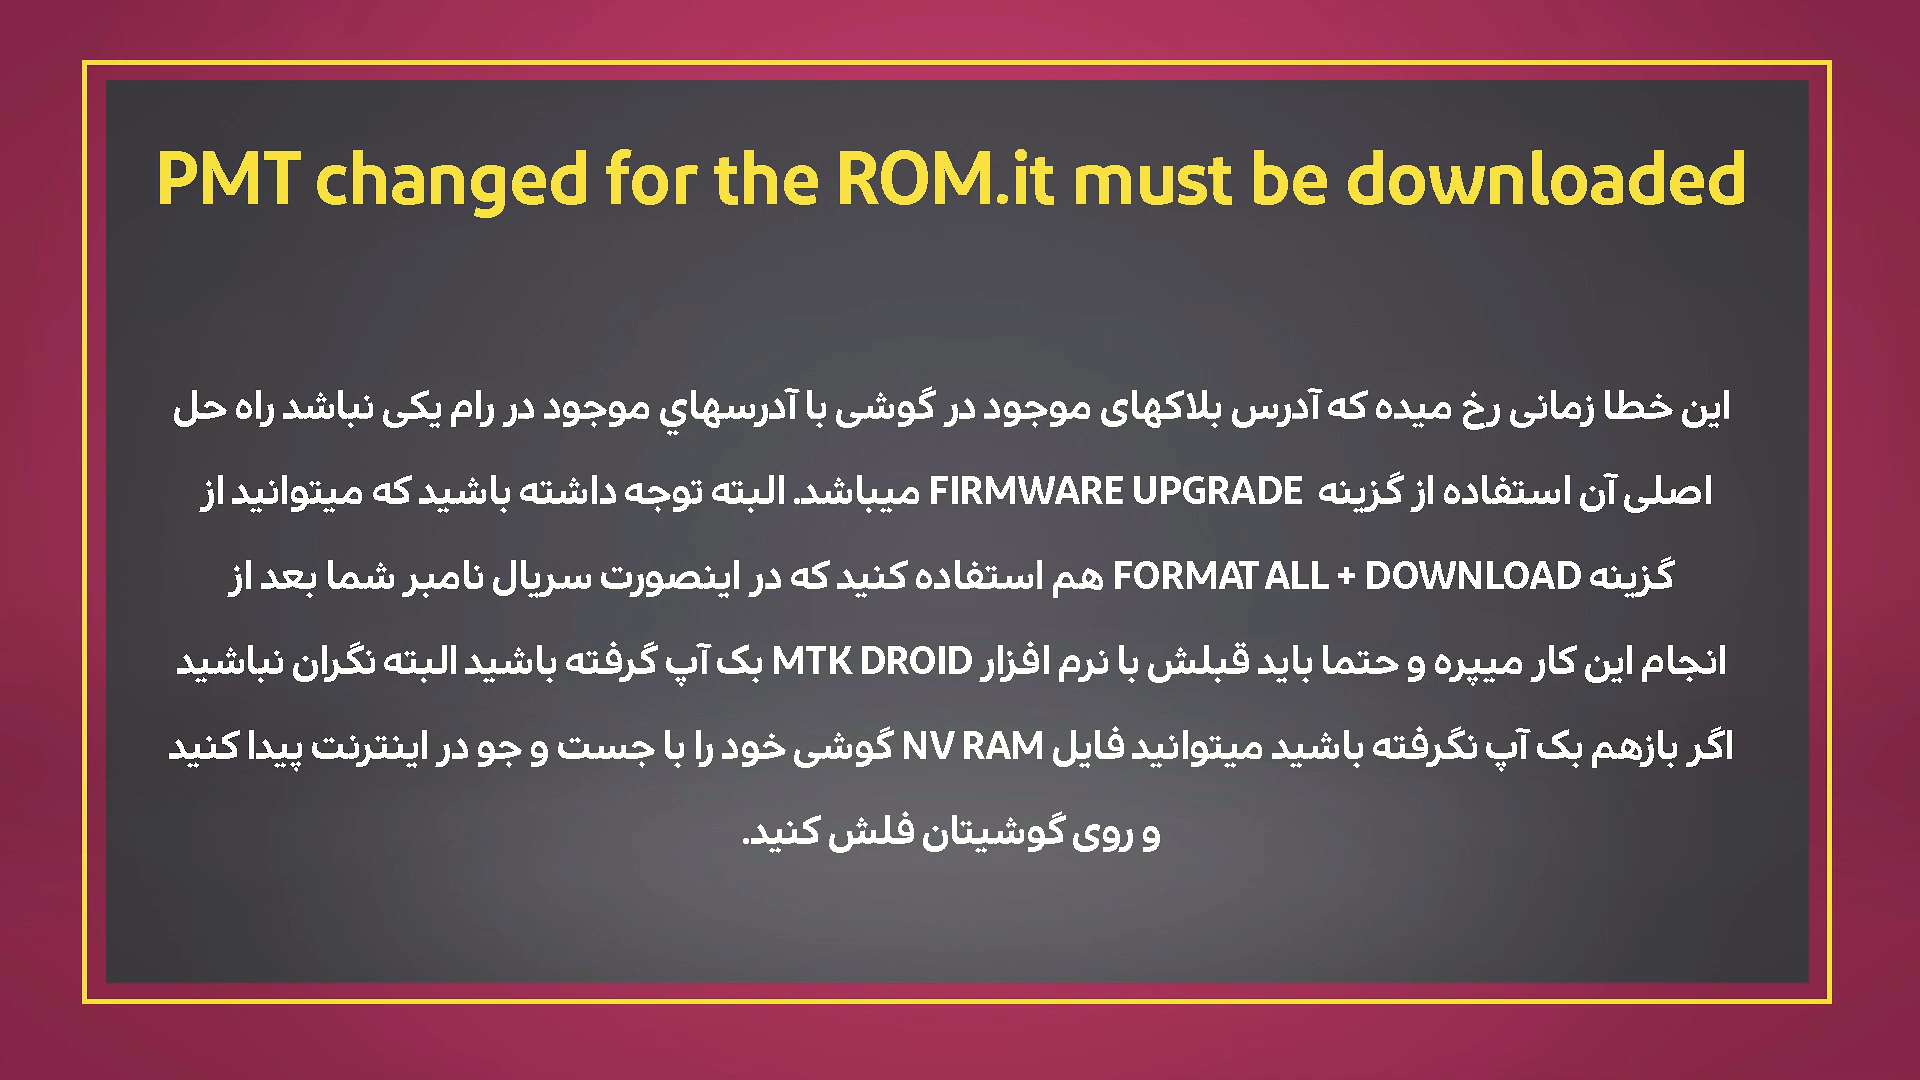 PMT changed for the ROM.it must be downloaded
این خطا زمانی رخ میده که آدرس بلاکهای موجود در گوشی با آدرسهاي موجود در رام یکی نباشد راه حل
اصلی آن استفاده از گزینه FIRMWARE UPGRADE میباشد. البته توجه داشته باشید که میتوانید از
گزینه FORMAT ALL + DOWNLOAD هم استفاده کنید که در اینصورت سریال نامبر شما بعد از
انجام این کار میپره و حتما باید قبلش با نرم افزار MTK DROID بک آپ گرفته باشید البته نگران نباشید
اگر بازهم بک آپ نگرفته باشید میتوانید فایل NV RAM گوشی خود را با جست و جو در اینترنت پیدا کنید
و روی گوشیتان فلش کنید.